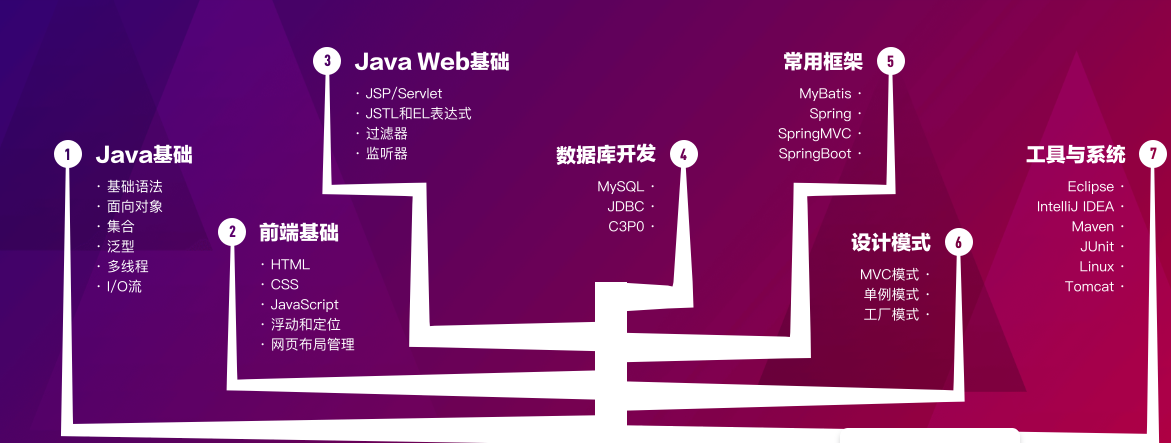 1
Java基础
· 基础语法
· 面向对象
· 集合
· 泛型
· 多线程
· I/O流
2
前端基础
· HTML
· CSS
· JavaScript
· 浮动和定位
· 网页布局管理
3
Java Web基础
· JSP/Servlet
· JSTL和EL表达式
· 过滤器
· 监听器
数据库开发
4
MySQL ·
JDBC ·
C3P0 ·
常用框架
5
MyBatis ·
Spring ·
SpringMVC ·
SpringBoot ·
设计模式
6
MVC模式 ·
单例模式 ·
工厂模式 ·
工具与系统
7
Eclipse ·
IntelliJ IDEA ·
Maven ·
JUnit ·
Linux ·
Tomcat ·